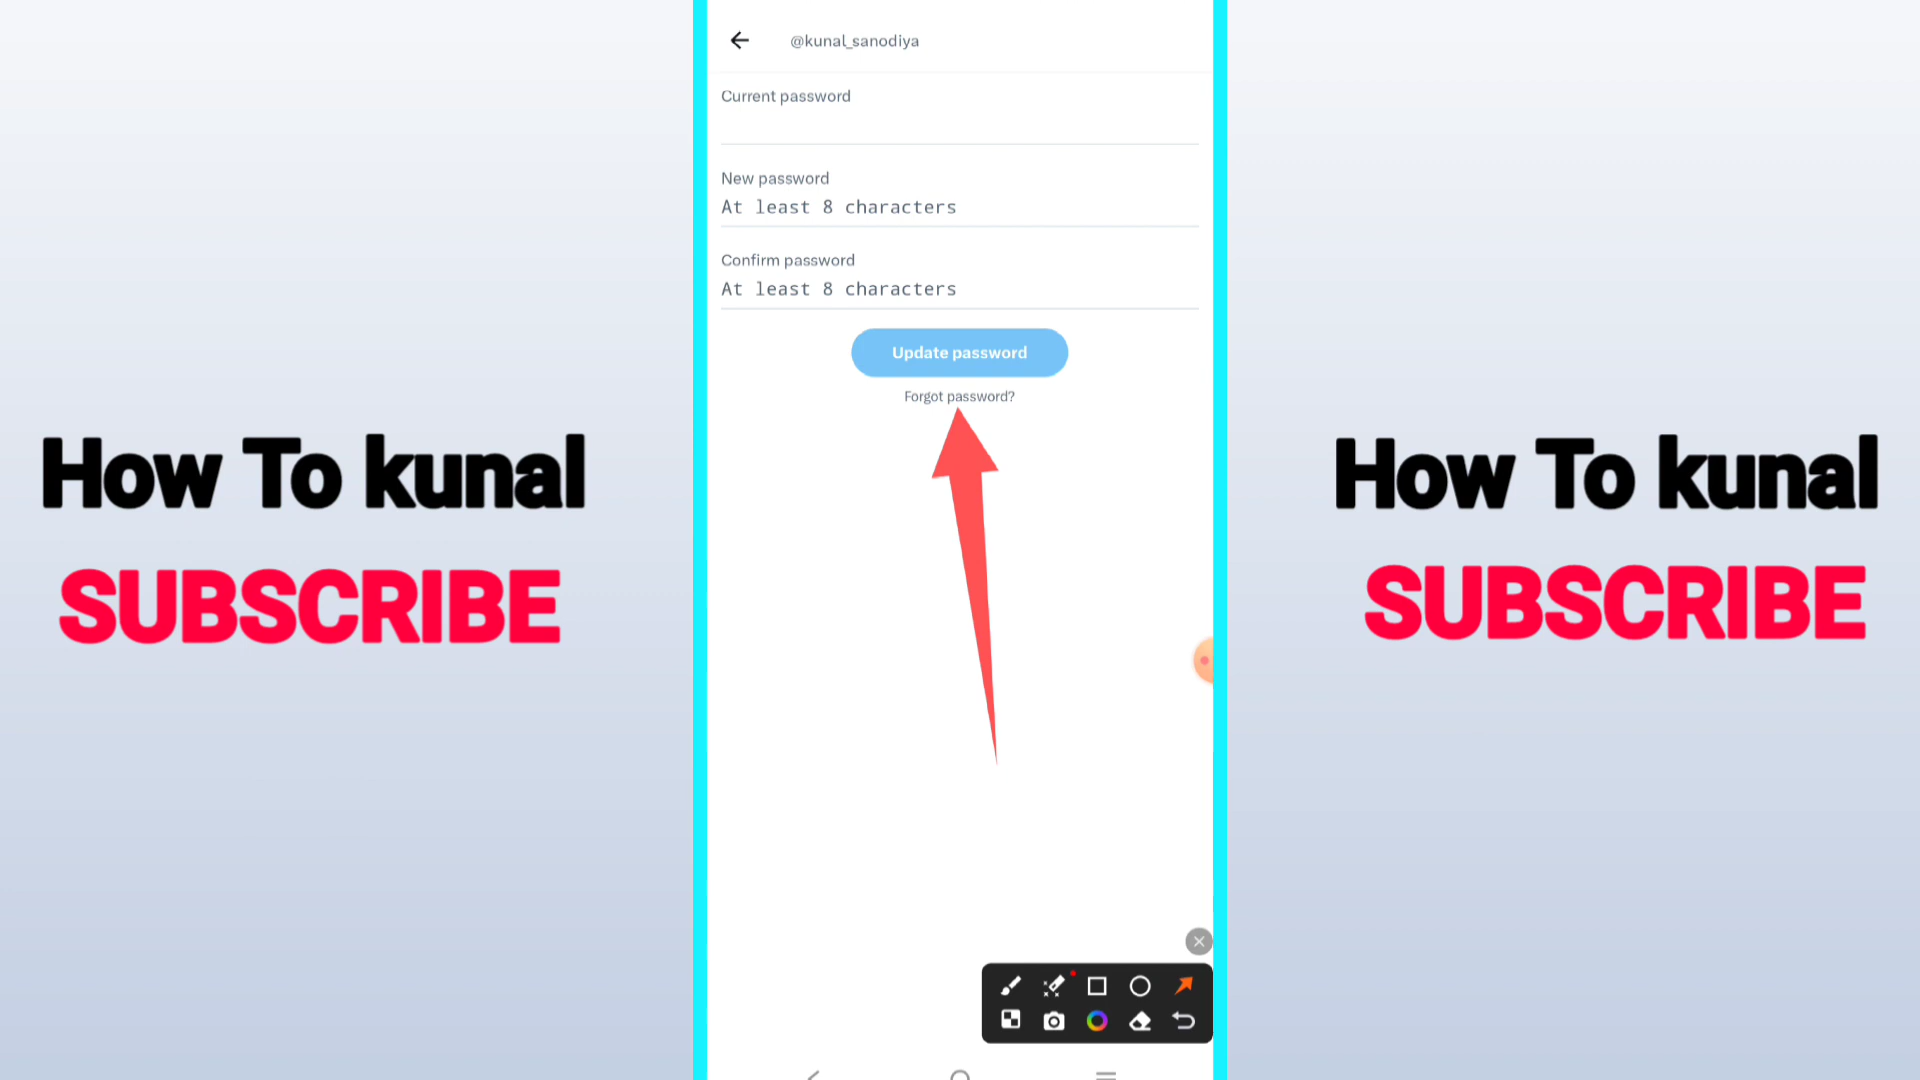 @kunal_sanodiya
Current password
New password
At least 8 characters
Confirm password
At least 8 characters
Update password
Forgot password?
How To kunal
SUBSCRIBE
How To kunal
SUBSCRIBE